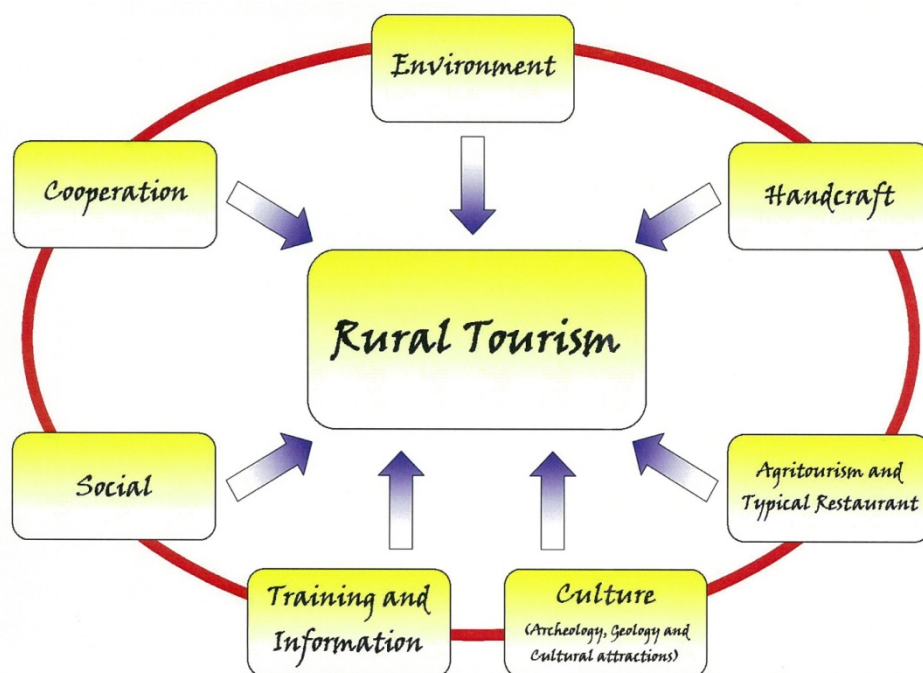 Environment
Cooperation
Handcraft
Rural Tourism
Social
Agritourism and
Typical Restaurant
Training and
Information
Culture
(Archeology, Geology and
Cultural attractions)